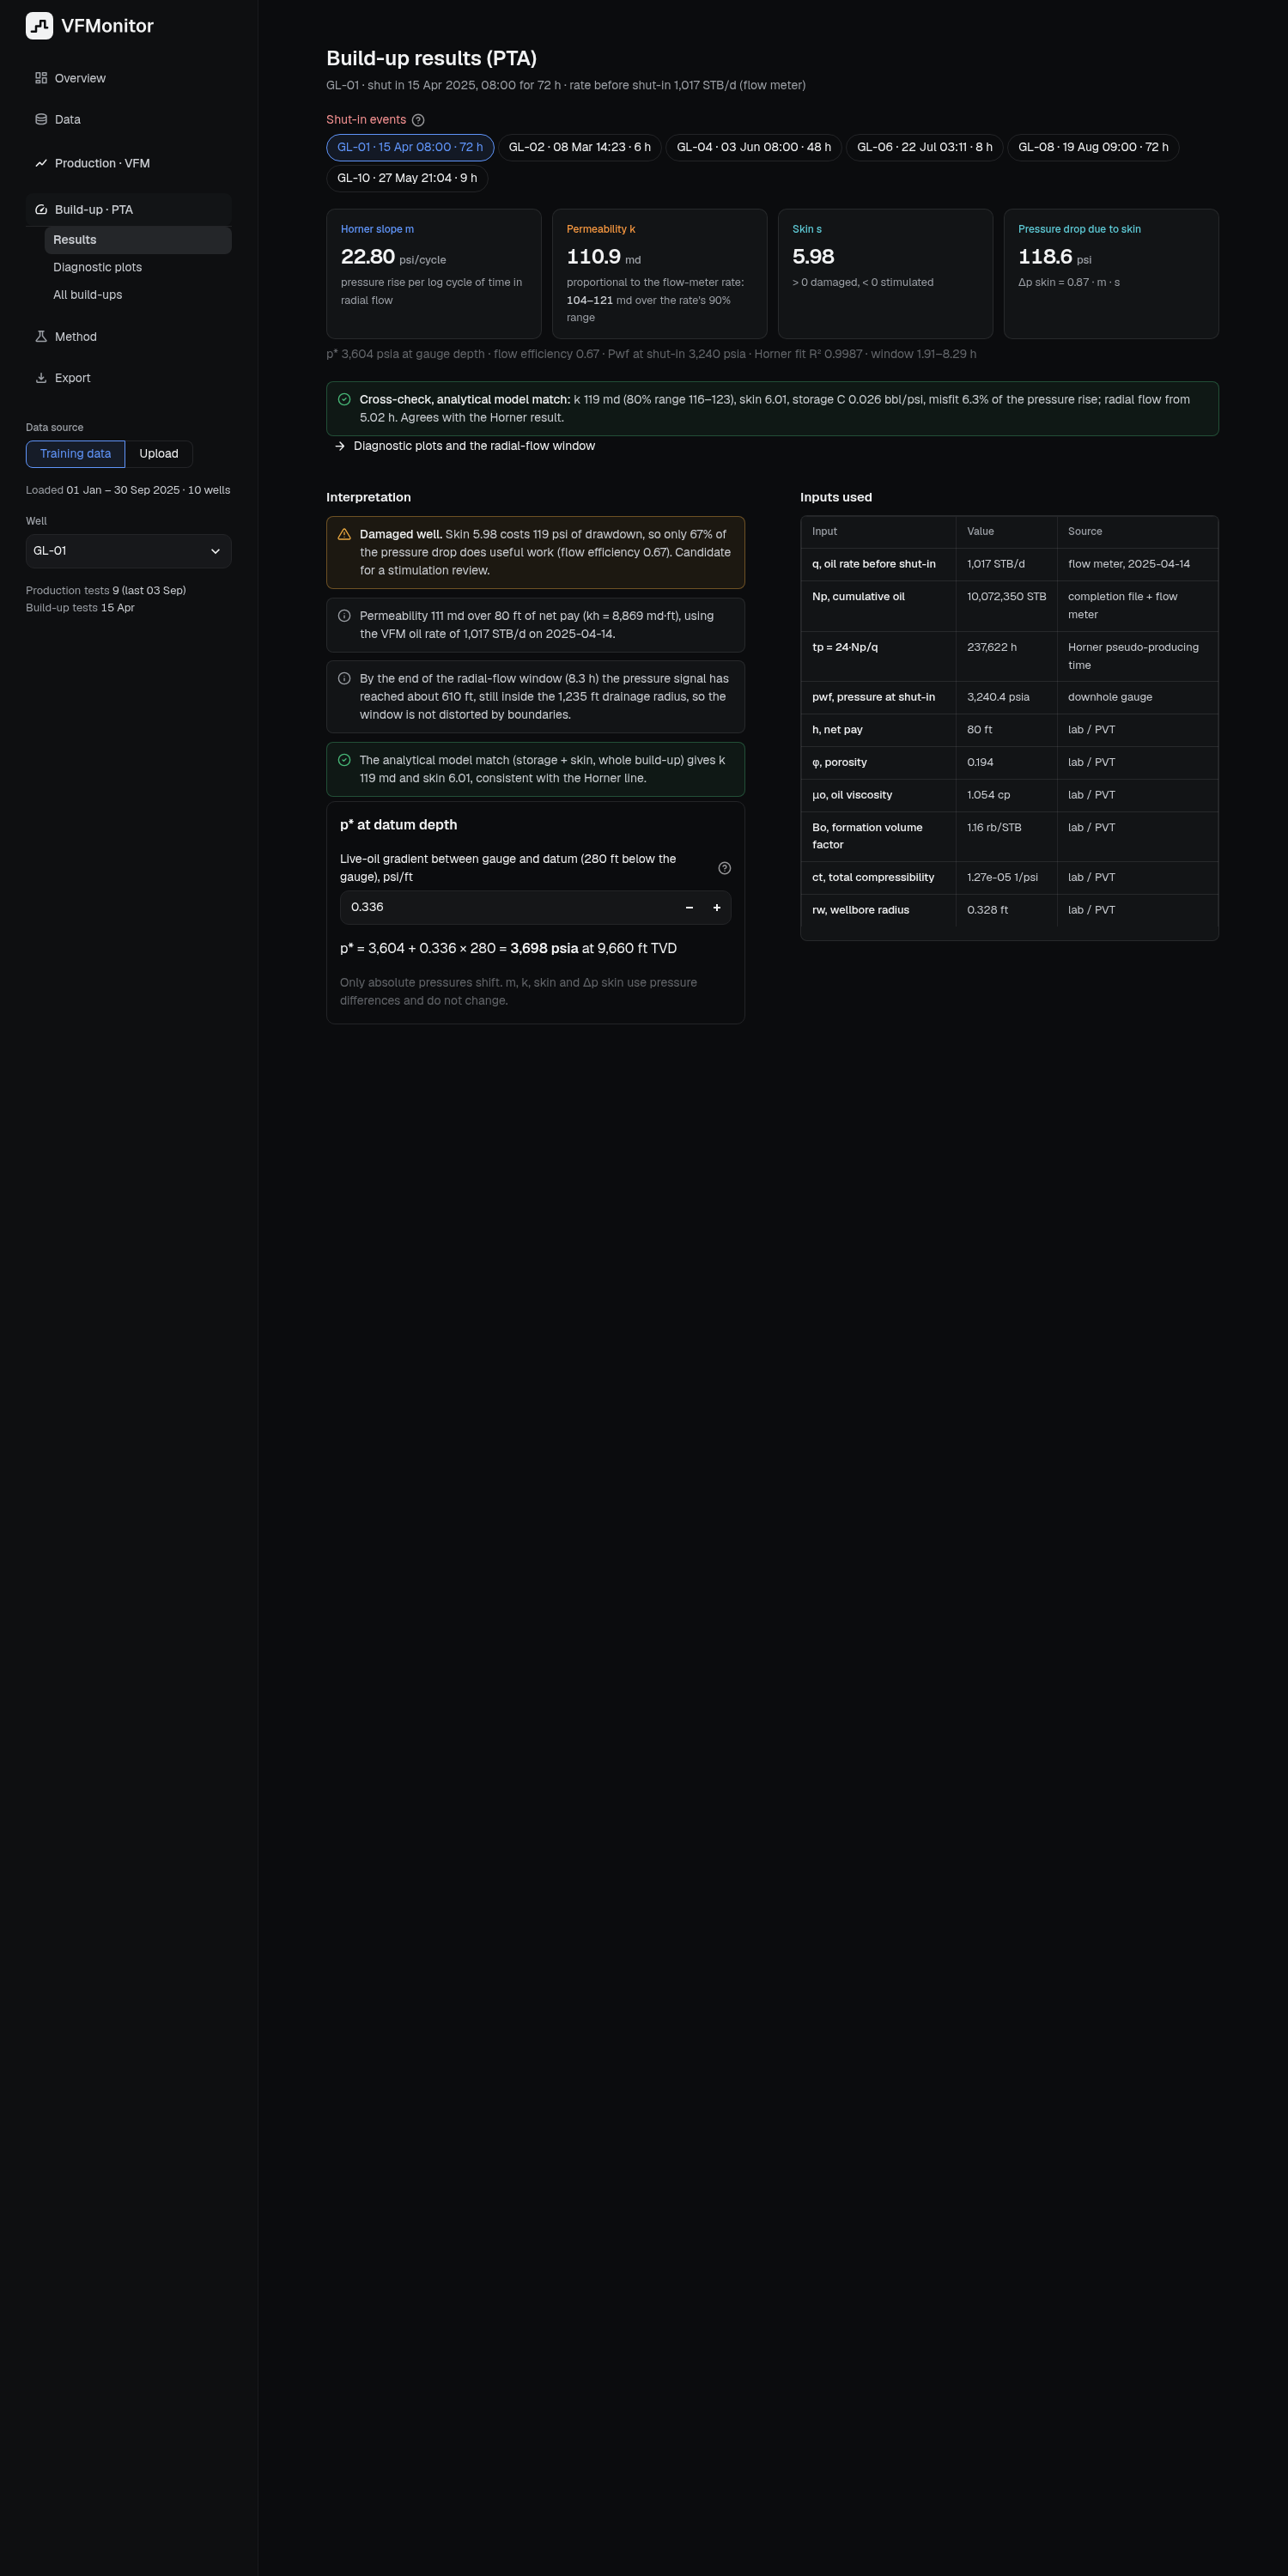 VFMonitor
Overview
Data
Production · VFM
Build-up · PTA
Results
Diagnostic plots
All build-ups
Method
Export
Data source
Training data
Upload
Loaded 01 Jan – 30 Sep 2025 · 10 wells
Well
GL-01
Production tests 9 (last 03 Sep)
Build-up tests 15 Apr
Build-up results (PTA)
GL-01 · shut in 15 Apr 2025, 08:00 for 72 h · rate before shut-in 1,017 STB/d (flow meter)
Shut-in events
GL-01 · 15 Apr 08:00 · 72 h
GL-02 · 08 Mar 14:23 · 6 h
GL-04 · 03 Jun 08:00 · 48 h
GL-06 · 22 Jul 03:11 · 8 h
GL-08 · 19 Aug 09:00 · 72 h
GL-10 · 27 May 21:04 · 9 h
Horner slope m
22.80 psi/cycle
pressure rise per log cycle of time in
radial flow
Permeability k
110.9 md
proportional to the flow-meter rate:
104–121 md over the rate's 90%
range
Skin s
5.98
> 0 damaged, < 0 stimulated
Pressure drop due to skin
118.6 psi
Δp skin = 0.87 · m · s
p* 3,604 psia at gauge depth · flow efficiency 0.67 · Pwf at shut-in 3,240 psia · Horner fit R² 0.9987 · window 1.91–8.29 h
Cross-check, analytical model match: k 119 md (80% range 116–123), skin 6.01, storage C 0.026 bbl/psi, misfit 6.3% of the pressure rise; radial flow from
5.02 h. Agrees with the Horner result.
Diagnostic plots and the radial-flow window
Interpretation
Damaged well. Skin 5.98 costs 119 psi of drawdown, so only 67% of
the pressure drop does useful work (flow efficiency 0.67). Candidate
for a stimulation review.
Permeability 111 md over 80 ft of net pay (kh = 8,869 md·ft), using
the VFM oil rate of 1,017 STB/d on 2025-04-14.
By the end of the radial-flow window (8.3 h) the pressure signal has
reached about 610 ft, still inside the 1,235 ft drainage radius, so the
window is not distorted by boundaries.
The analytical model match (storage + skin, whole build-up) gives k
119 md and skin 6.01, consistent with the Horner line.
p* at datum depth
Live-oil gradient between gauge and datum (280 ft below the
gauge), psi/ft
0.336
p* = 3,604 + 0.336 × 280 = 3,698 psia at 9,660 ft TVD
Only absolute pressures shift. m, k, skin and Δp skin use pressure
differences and do not change.
Inputs used
Input Value Source
q, oil rate before shut-in 1,017 STB/d flow meter, 2025-04-14
Np, cumulative oil 10,072,350 STB completion file + flow
meter
tp = 24·Np/q 237,622 h Horner pseudo-producing
time
pwf, pressure at shut-in 3,240.4 psia downhole gauge
h, net pay 80 ft lab / PVT
φ, porosity 0.194 lab / PVT
μo, oil viscosity 1.054 cp lab / PVT
Bo, formation volume 1.16 rb/STB lab / PVT
factor
ct, total compressibility 1.27e-05 1/psi lab / PVT
rw, wellbore radius 0.328 ft lab / PVT